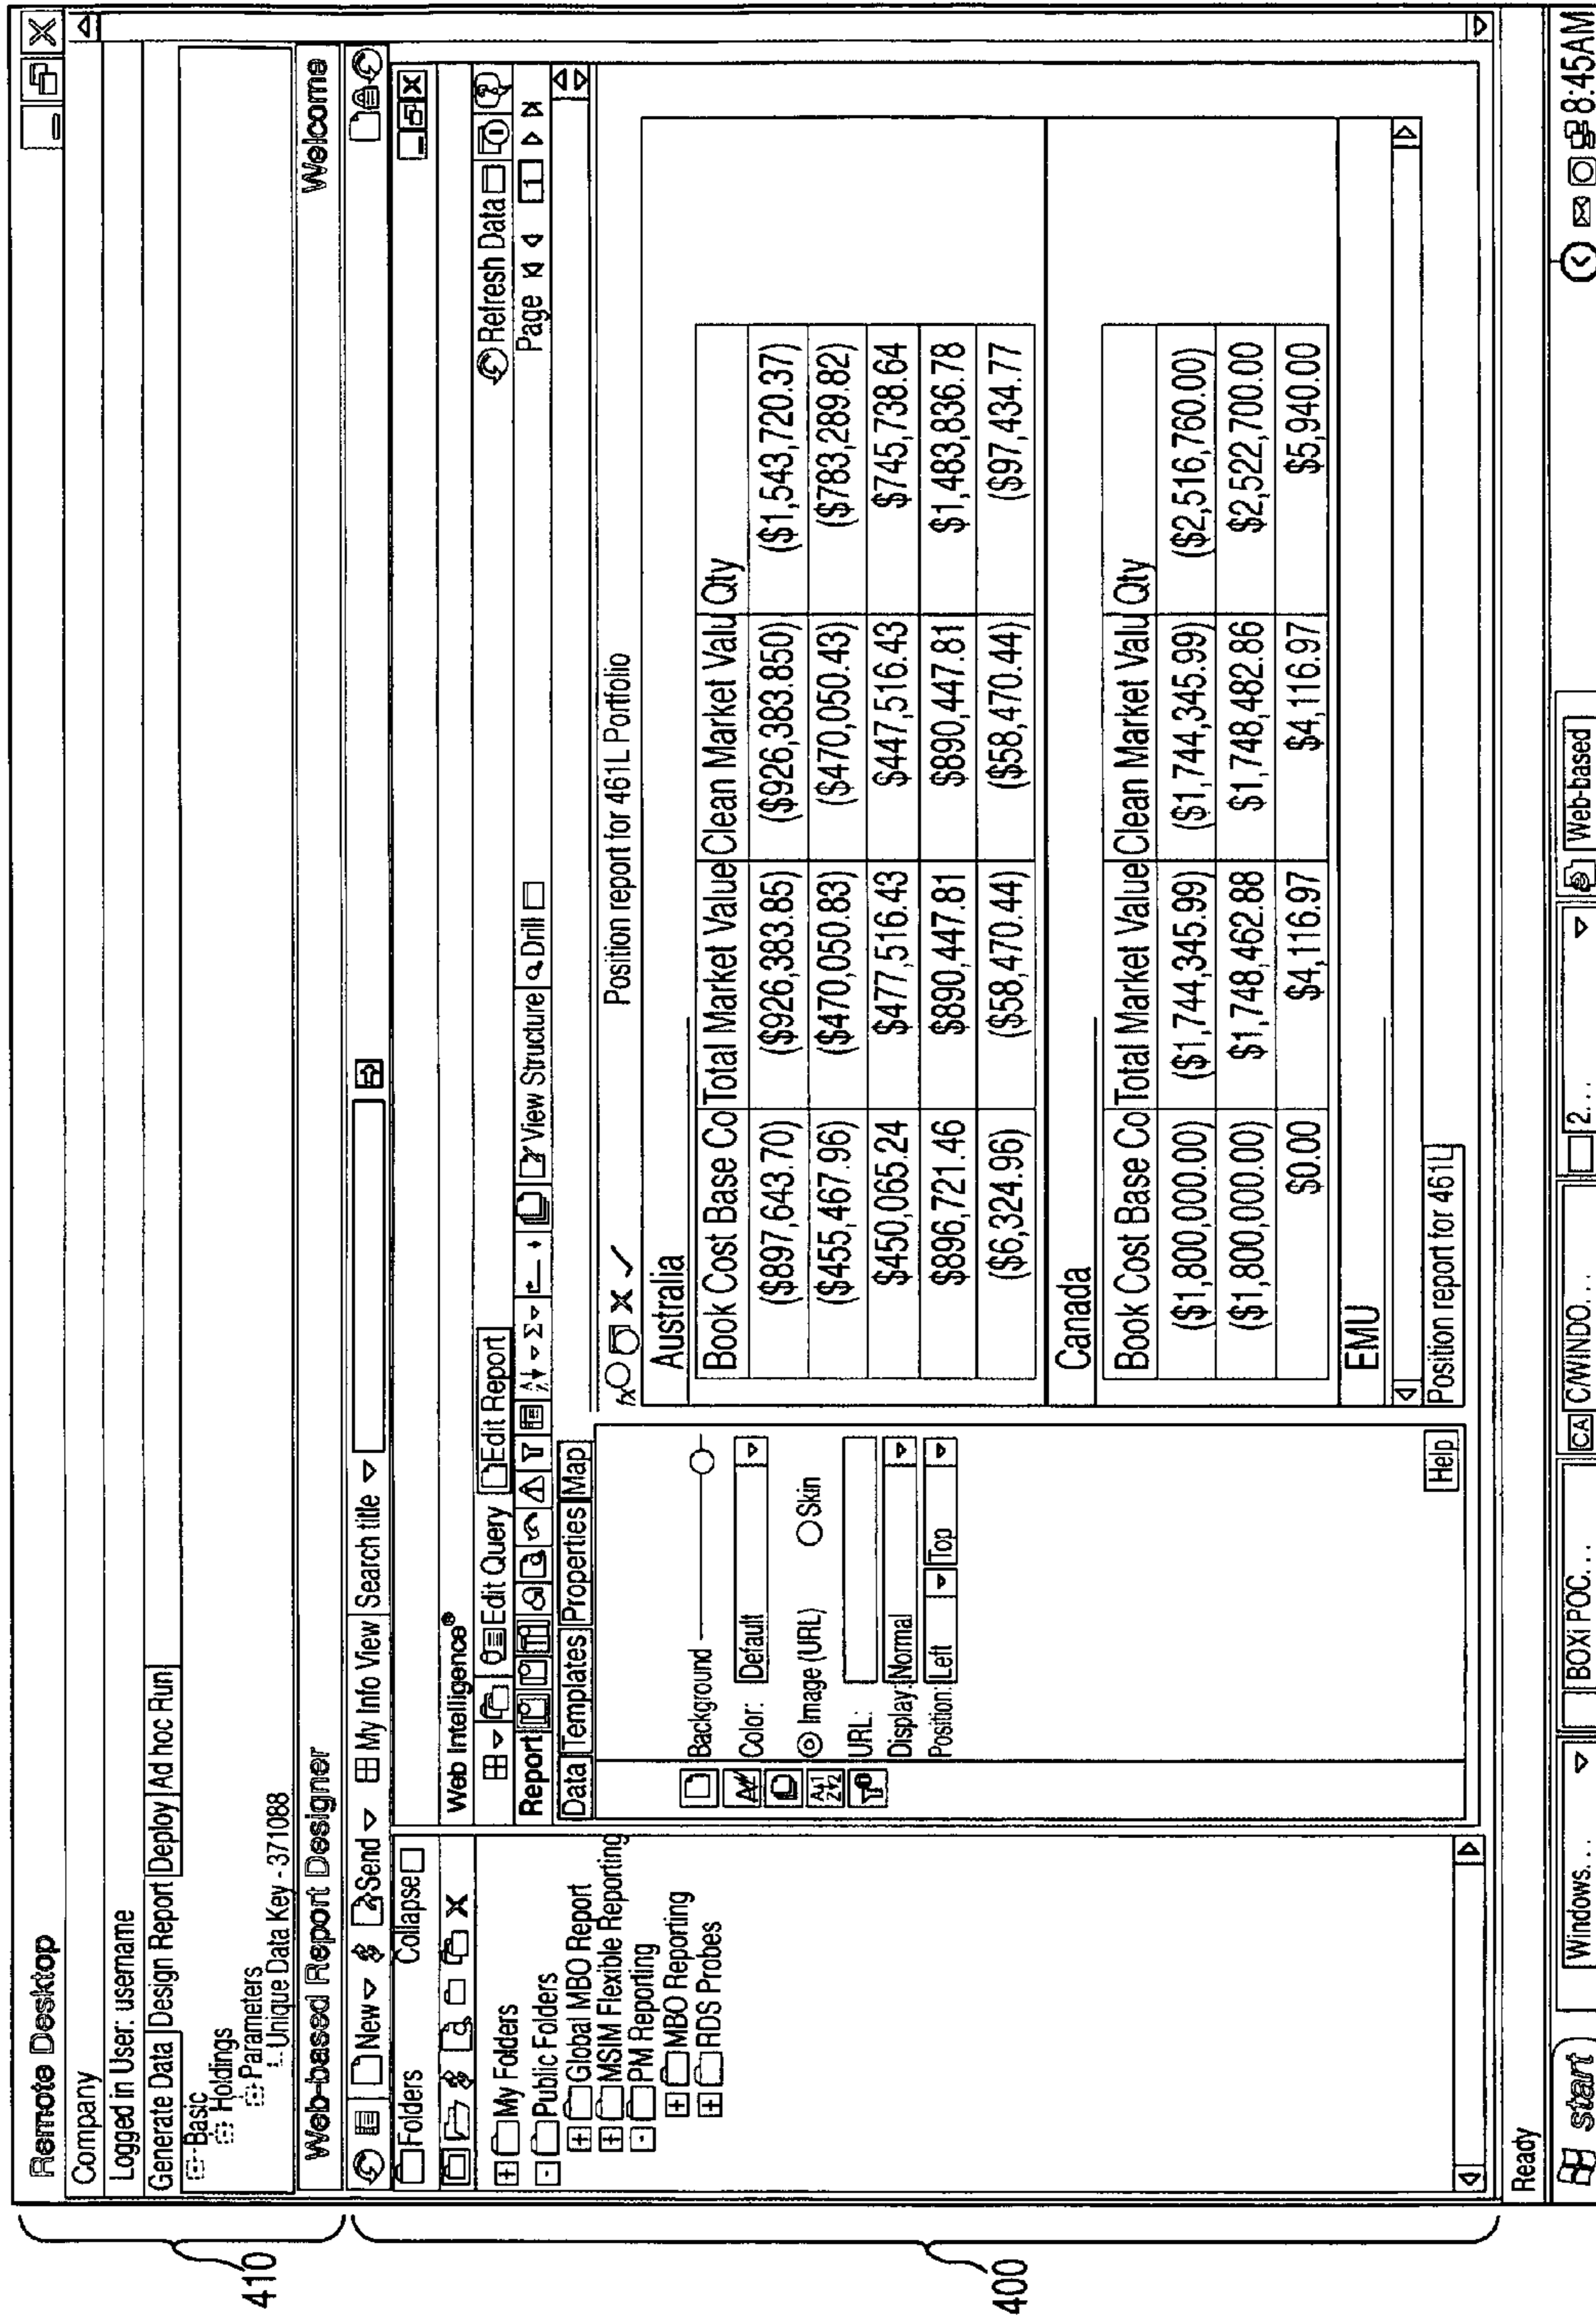 Remote Desktop
Company
Logged in User: username
Generate Data Design Report Deploy Ad hoc Run
Basic
Holdings
Parameters
Unique Data Key - 371088
Web-based Report Designer Welcome
New Send My Info View Search title
Folders Collapse
My Folders
Public Folders
Global MBO Report
MSIM Flexible Reporting
PM Reporting
MBO Reporting
RDS Probes
Web Intelligence®
Edit Query Edit Report Refresh Data
Report View Structure Drill Page 1
Data Templates Properties Map
Background
Color: Default
Image (URL) Skin
URL:
Display: Normal
Position: Left Top
Help
Position report for 461L Portfolio
Australia
Book Cost Base Co Total Market Value Clean Market Valu Qty
($897,643.70) ($926,383.85) ($926,383.850) ($1,543,720.37)
($455,467.96) ($470,050.83) ($470,050.43) ($783,289.82)
$450,065.24 $477,516.43 $447,516.43 $745,738.64
$896,721.46 $890,447.81 $890,447.81 $1,483,836.78
($6,324.96) ($58,470.44) ($58,470.44) ($97,434.77
Canada
Book Cost Base Co Total Market Value Clean Market Valu Qty
($1,800,000.00) ($1,744,345.99) ($1,744,345.99) ($2,516,760.00)
($1,800,000.00) $1,748,462.88 $1,748,482.86 $2,522,700.00
$0.00 $4,116.97 $4,116.97 $5,940.00
EMU
Position report for 461L
Ready
start Windows... BOXi POC... CA C/WINDO... 2... Web-based 8:45AM
410
400